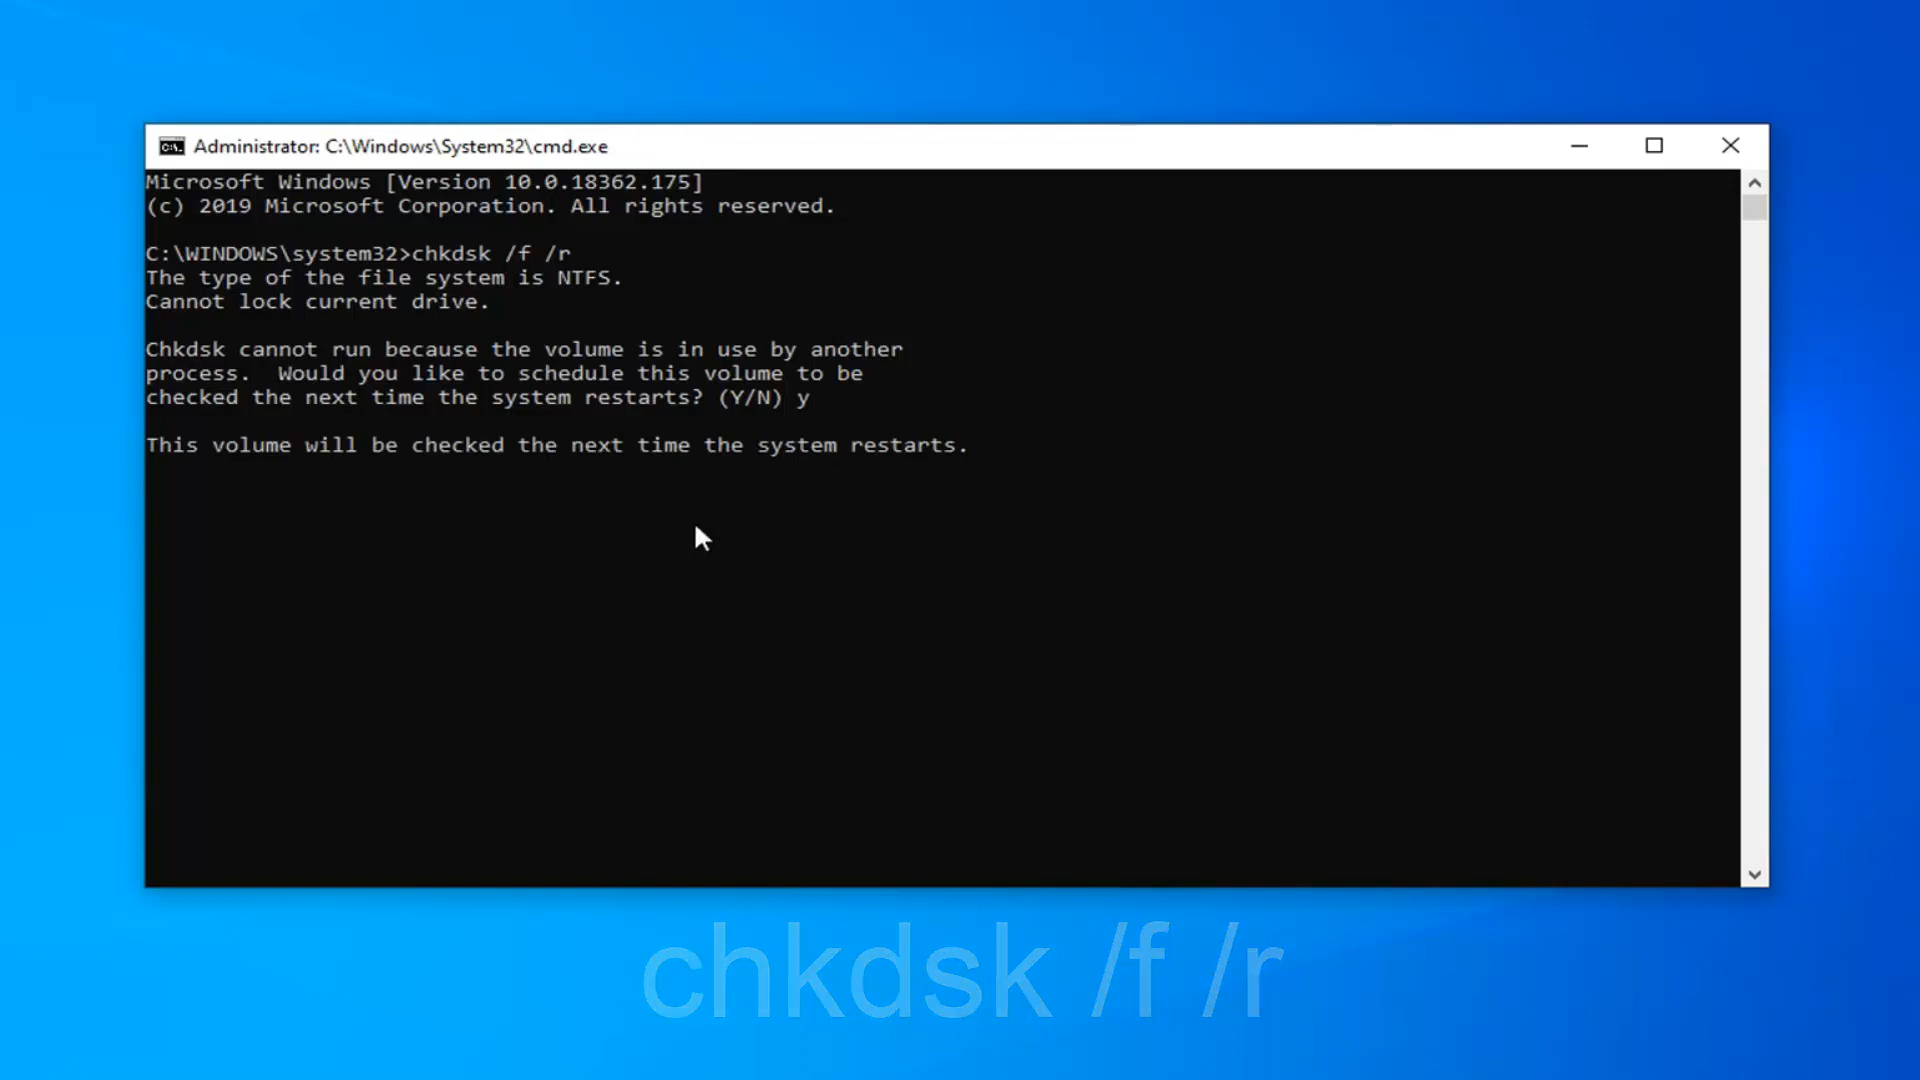 Administrator: C:\Windows\System32\cmd.exe
Microsoft Windows [Version 10.0.18362.175]
(c) 2019 Microsoft Corporation. All rights reserved.
C:\WINDOWS\system32>chkdsk /f /r
The type of the file system is NTFS.
Cannot lock current drive.
Chkdsk cannot run because the volume is in use by another
process.  Would you like to schedule this volume to be
checked the next time the system restarts? (Y/N) y
This volume will be checked the next time the system restarts.
chkdsk /f /r